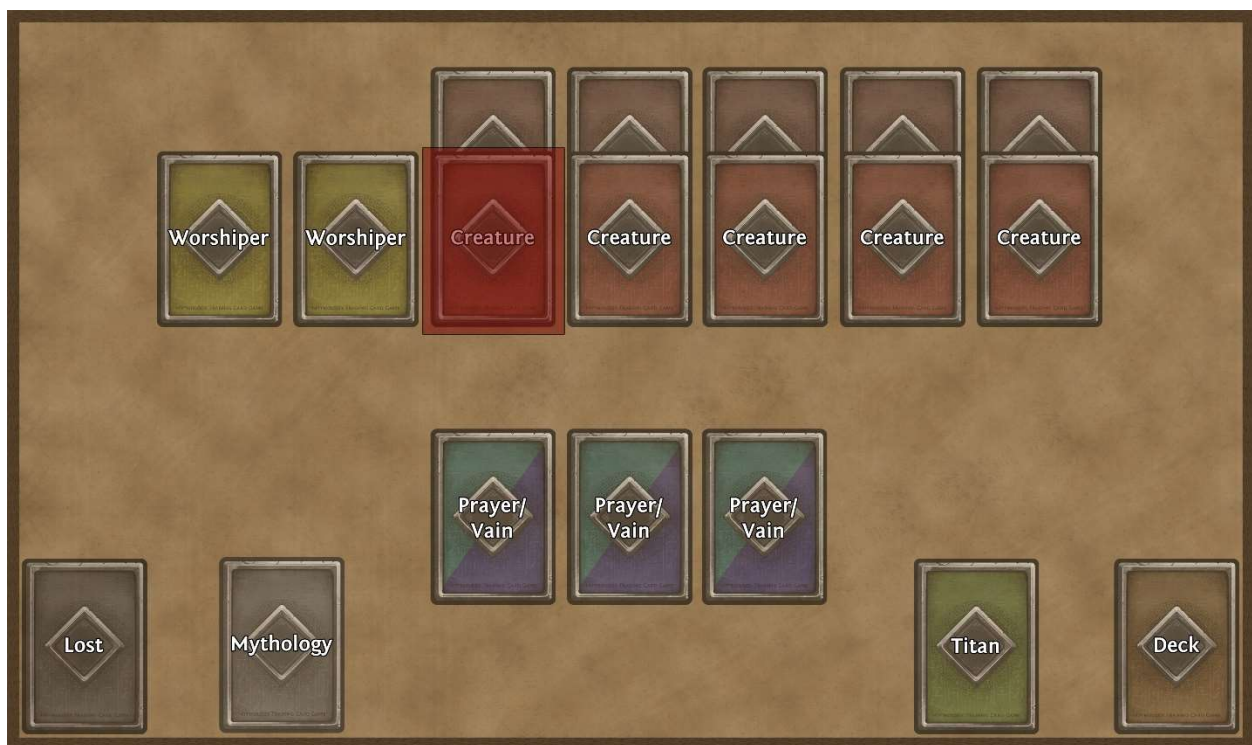 Worshiper
Worshiper
Creature
Creature
Creature
Creature
Creature
Prayer/
Vain
Prayer/
Vain
Prayer/
Vain
Lost
Mythology
Titan
Deck